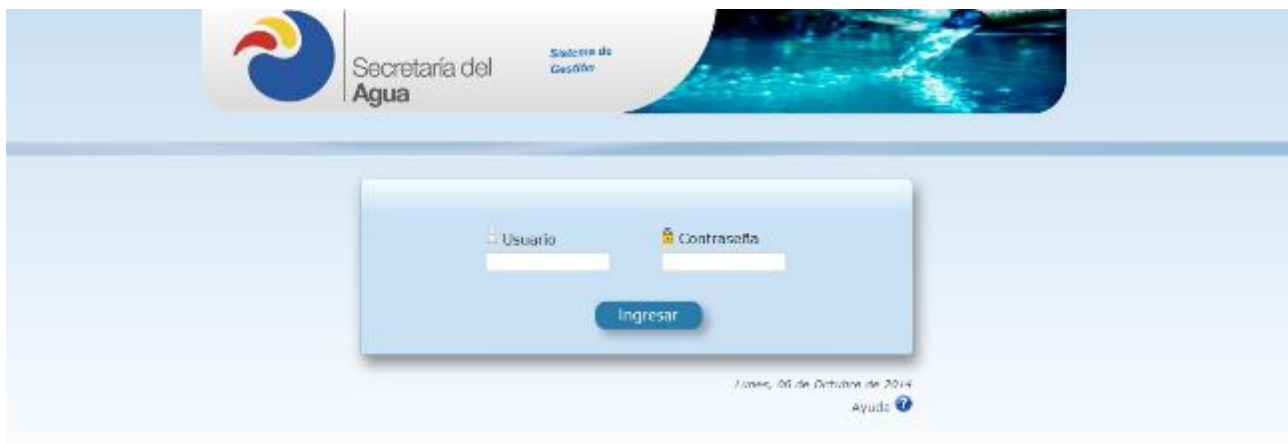 Secretaría del
Agua
Sistema de
Gestión
Usuario
Contraseña
Ingresar
Lunes, 06 de Octubre de 2014
Ayuda